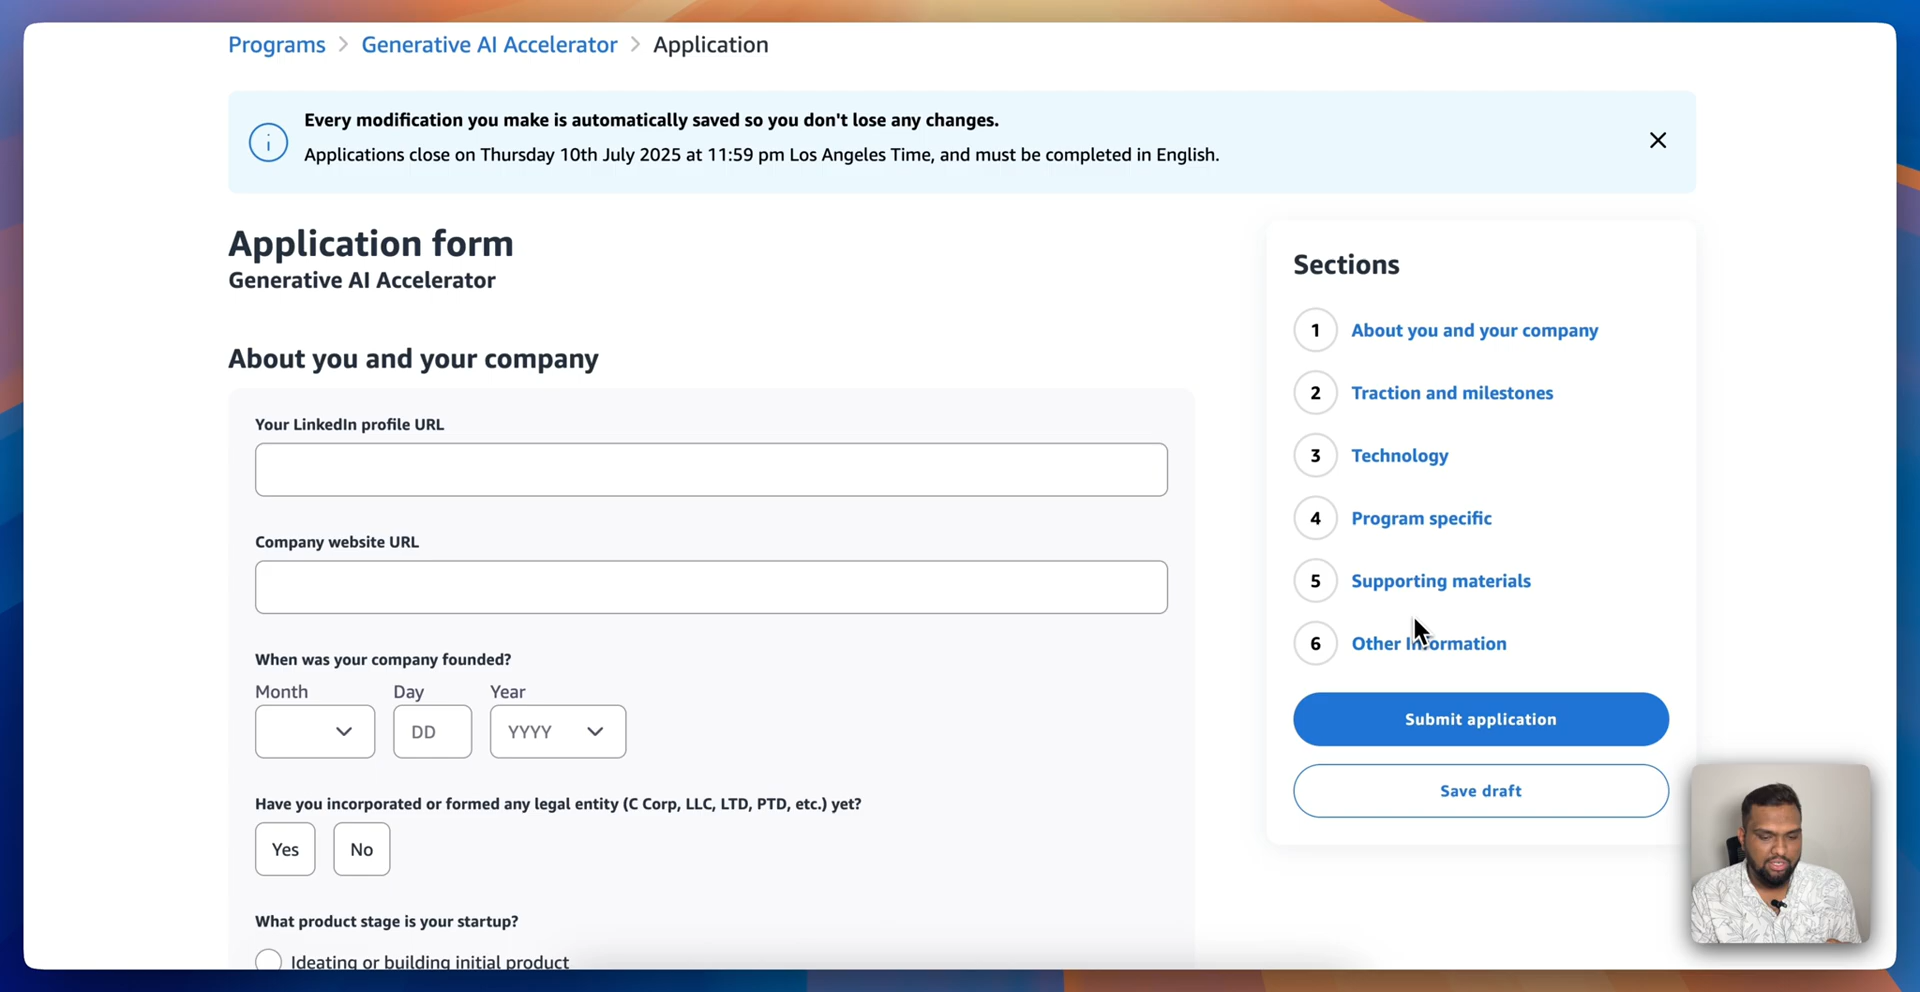 Programs > Generative AI Accelerator > Application
Every modification you make is automatically saved so you don't lose any changes.
Applications close on Thursday 10th July 2025 at 11:59 pm Los Angeles Time, and must be completed in English.
Application form
Generative AI Accelerator
About you and your company
Your LinkedIn profile URL
Company website URL
When was your company founded?
Month Day Year
DD YYYY
Have you incorporated or formed any legal entity (C Corp, LLC, LTD, PTD, etc.) yet?
Yes No
What product stage is your startup?
Ideating or building initial product
Sections
1 About you and your company
2 Traction and milestones
3 Technology
4 Program specific
5 Supporting materials
6 Other Information
Submit application
Save draft